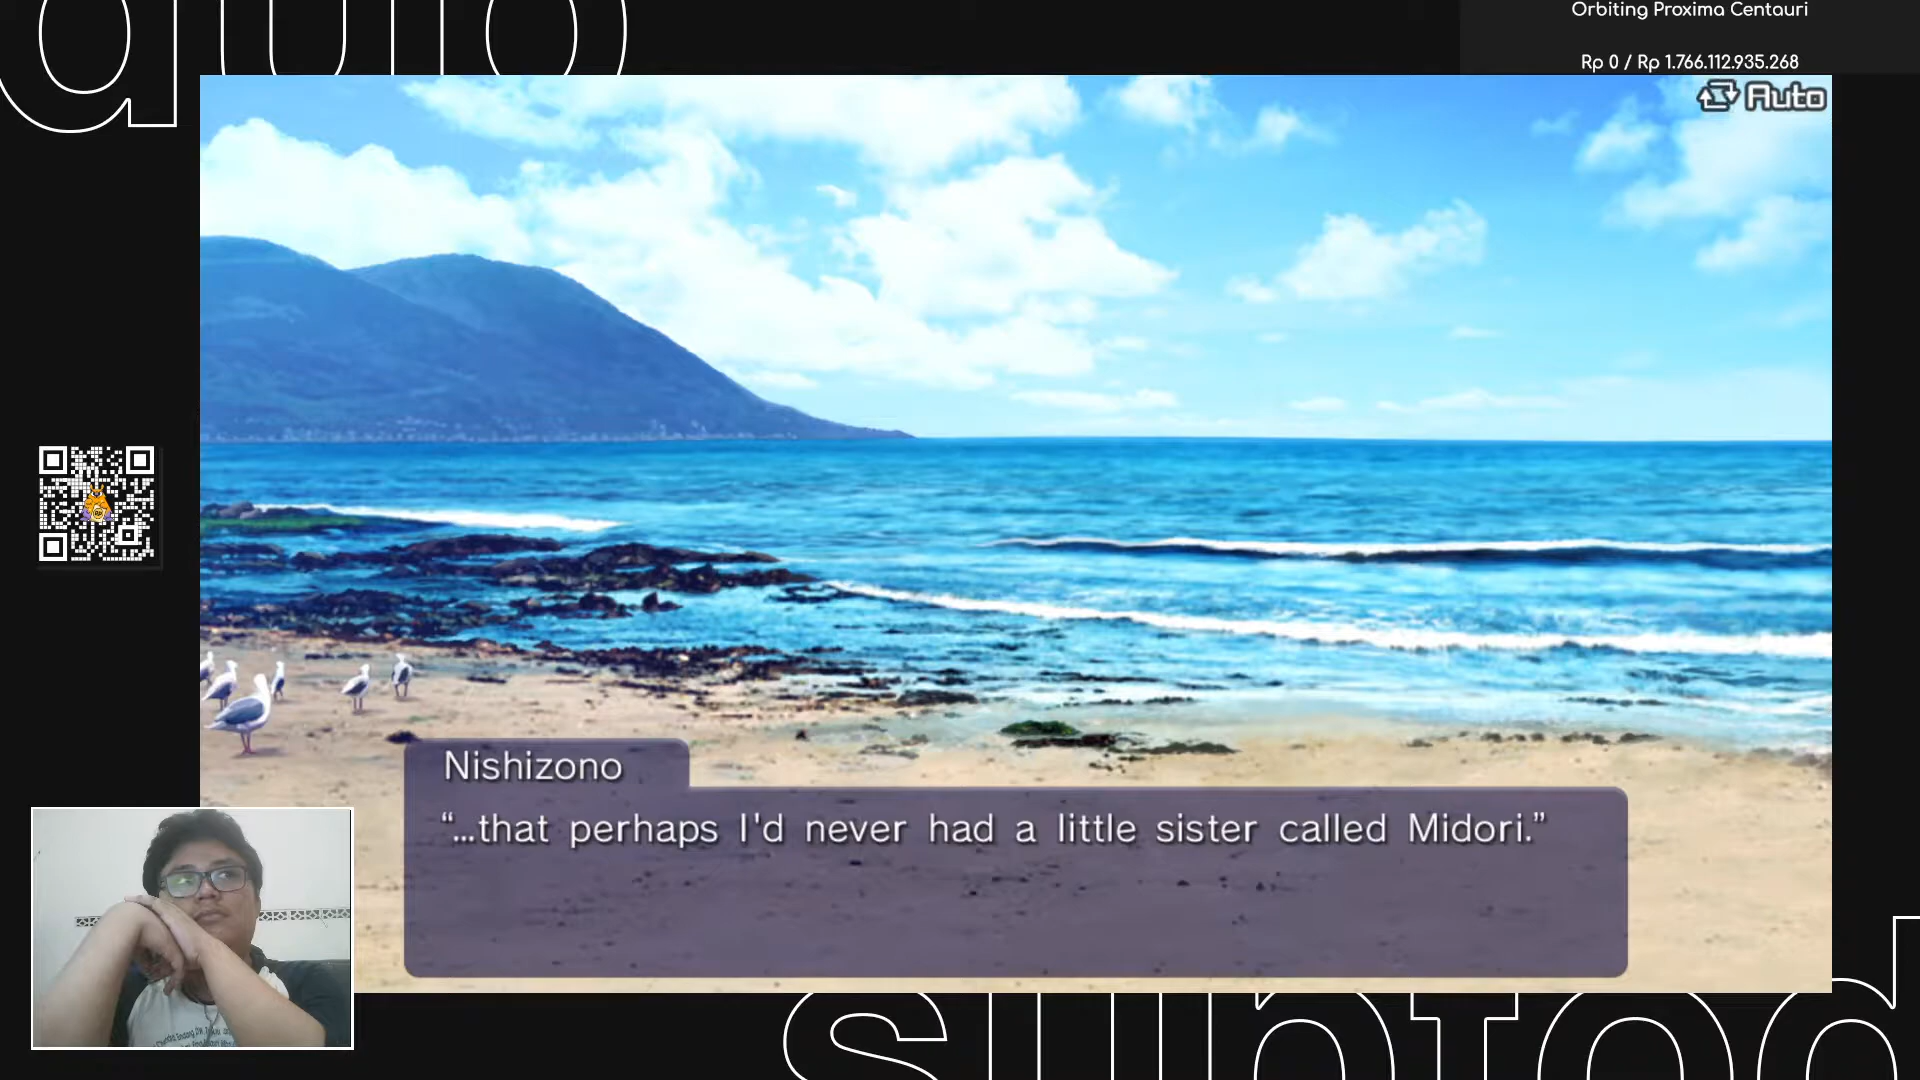 Orbiting Proxima Centauri
Rp 0 / Rp 1.766.112.935.268
Auto
Nishizono
“...that perhaps I'd never had a little sister called Midori.”